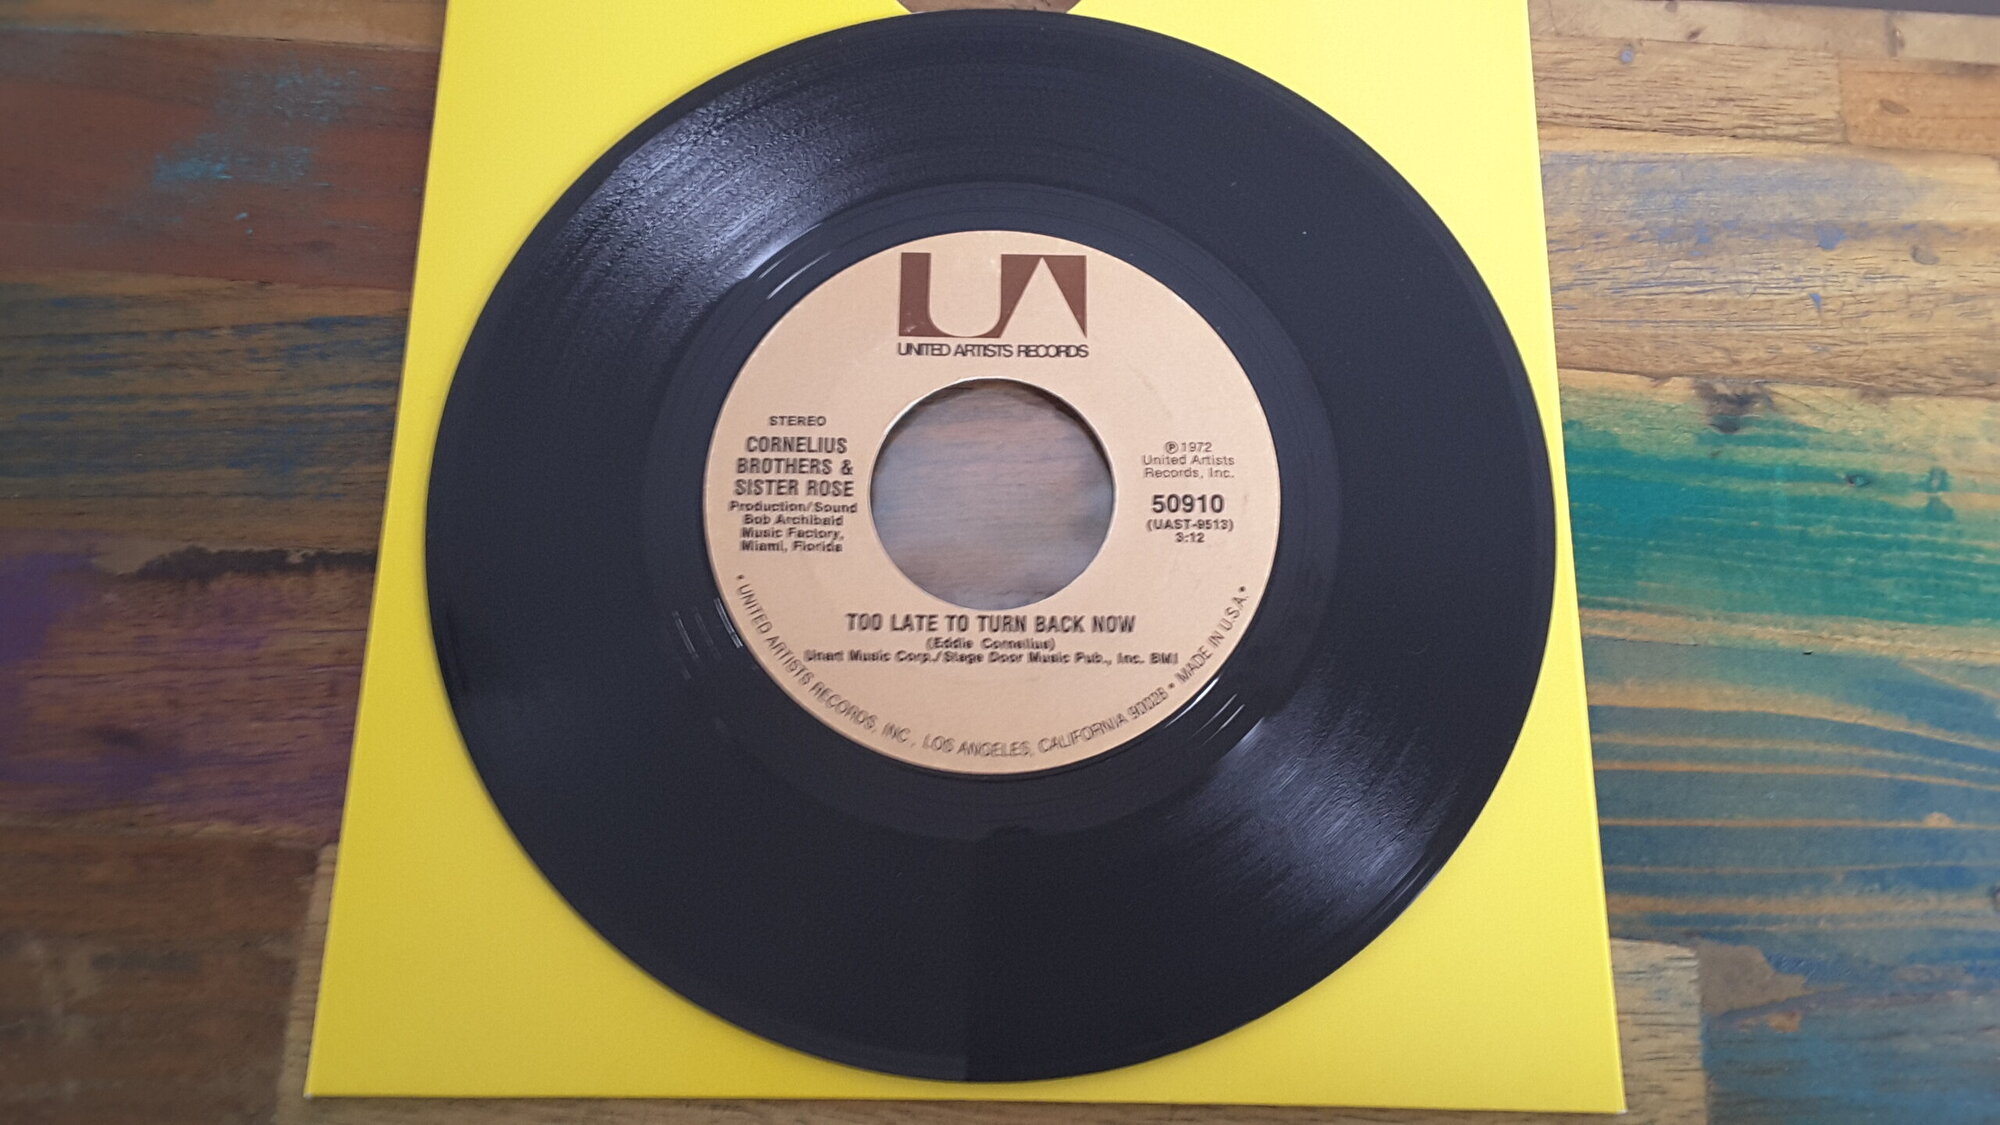 UA
UNITED ARTISTS RECORDS
STEREO
CORNELIUS
BROTHERS &
SISTER ROSE
Production/Sound
Bob Archibald
Music Factory,
Miami, Florida
℗ 1972
United Artists
Records, Inc.
50910
(UAST-9513)
3:12
TOO LATE TO TURN BACK NOW
(Eddie Cornelius)
Unart Music Corp./Stage Door Music Pub., Inc. BMI
• UNITED ARTISTS RECORDS, INC., LOS ANGELES, CALIFORNIA 90028 • MADE IN U.S.A. •